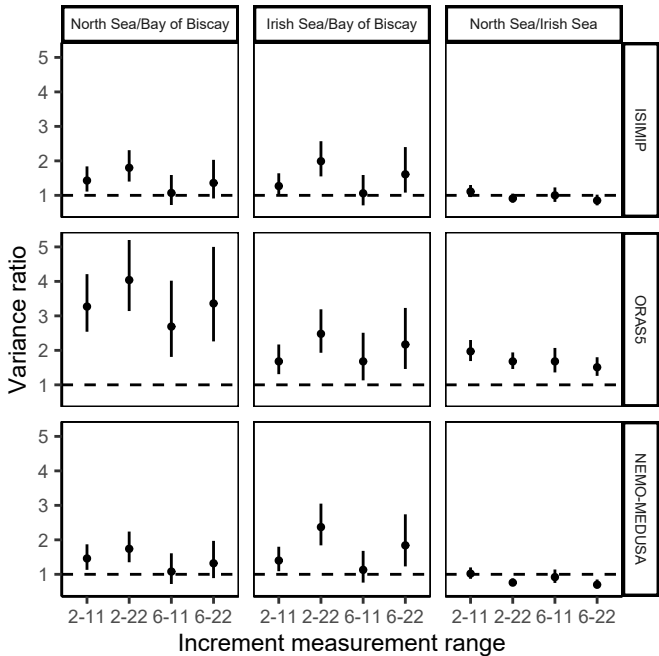 North Sea/Bay of Biscay
Irish Sea/Bay of Biscay
North Sea/Irish Sea
5
4
3
2
1
ISIMIP
5
4
3
2
1
ORAS5
5
4
3
2
1
NEMO-MEDUSA
Variance ratio
2-11 2-22 6-11 6-22
2-11 2-22 6-11 6-22
2-11 2-22 6-11 6-22
Increment measurement range